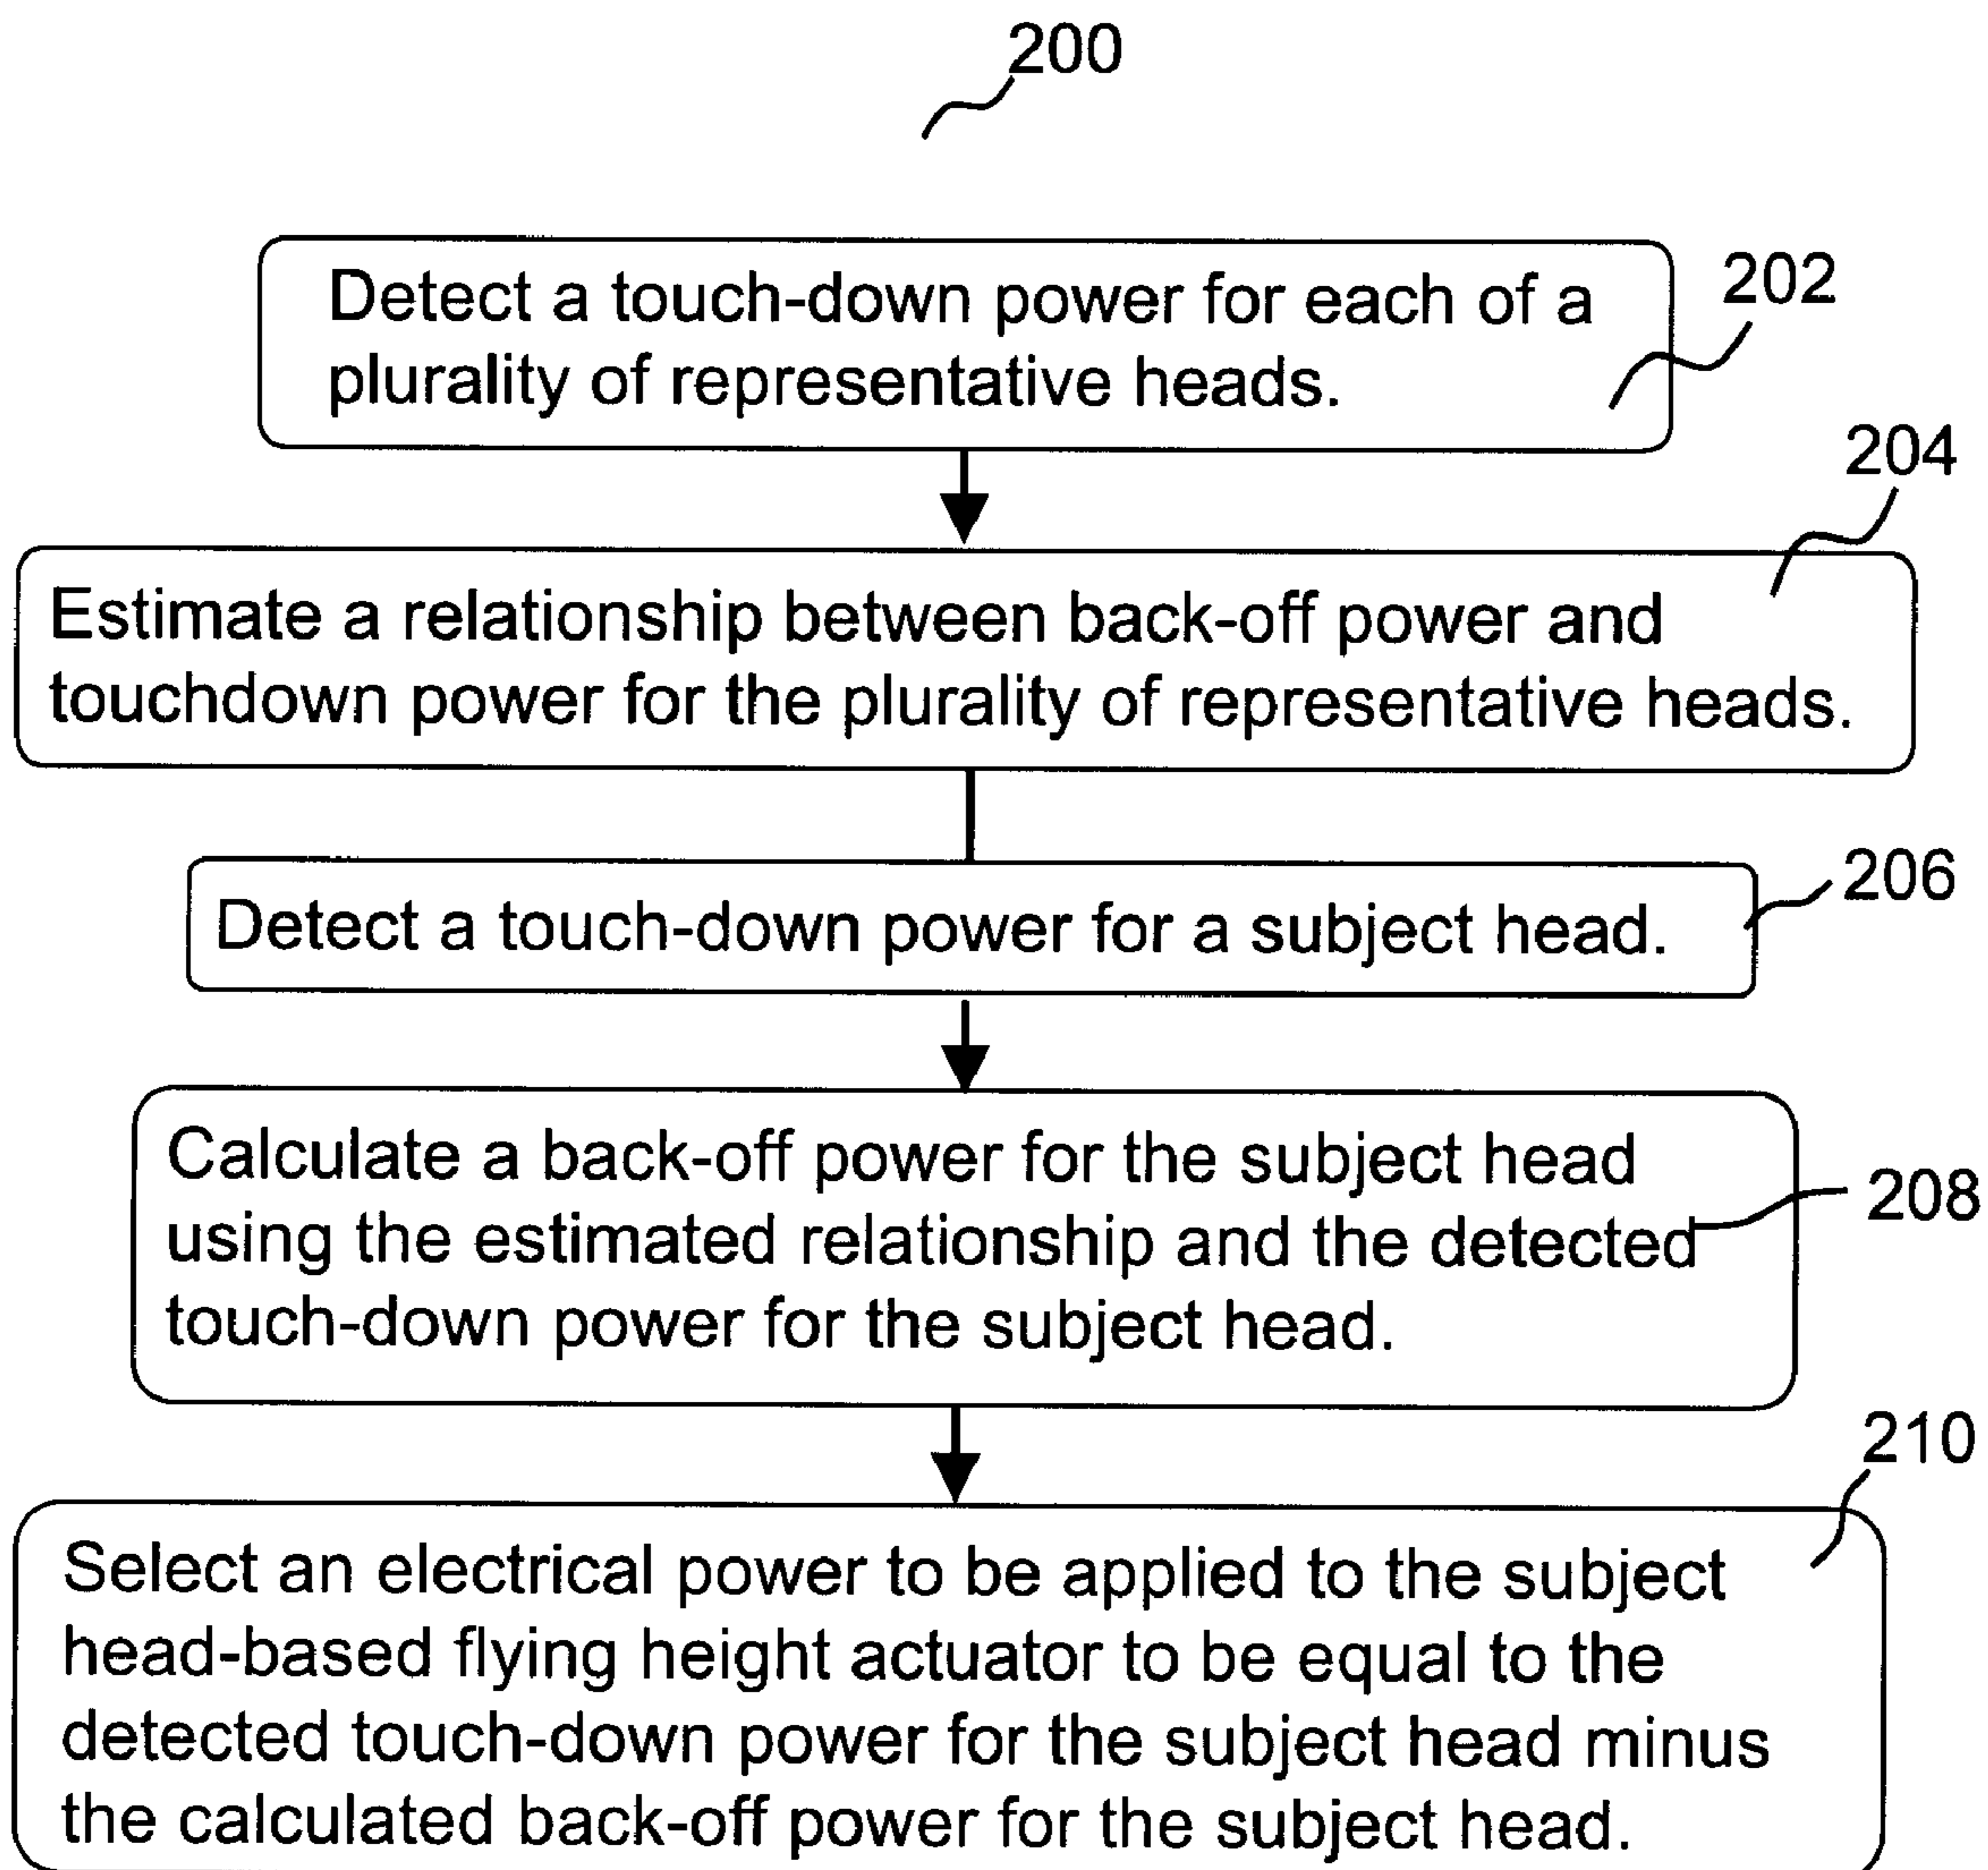 200
Detect a touch-down power for each of a
plurality of representative heads.
202
204
Estimate a relationship between back-off power and
touchdown power for the plurality of representative heads.
206
Detect a touch-down power for a subject head.
Calculate a back-off power for the subject head
using the estimated relationship and the detected
touch-down power for the subject head.
208
210
Select an electrical power to be applied to the subject
head-based flying height actuator to be equal to the
detected touch-down power for the subject head minus
the calculated back-off power for the subject head.